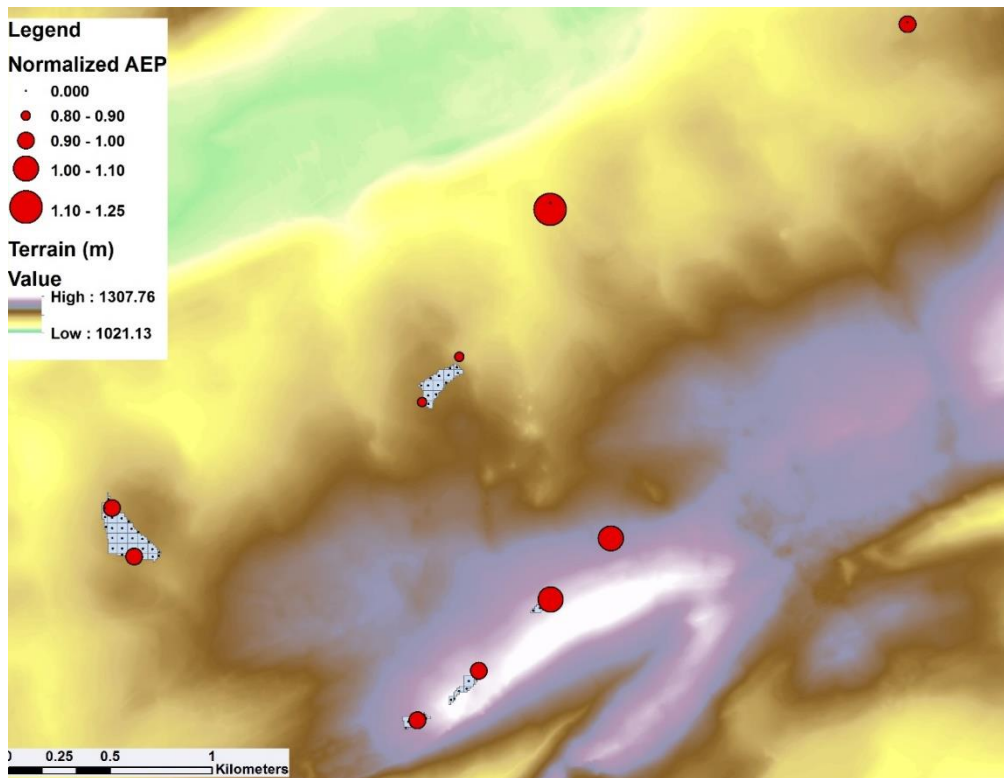 Legend
Normalized AEP
0.000
0.80 - 0.90
0.90 - 1.00
1.00 - 1.10
1.10 - 1.25
Terrain (m)
Value
High : 1307.76
Low : 1021.13
0 0.25 0.5 1
Kilometers